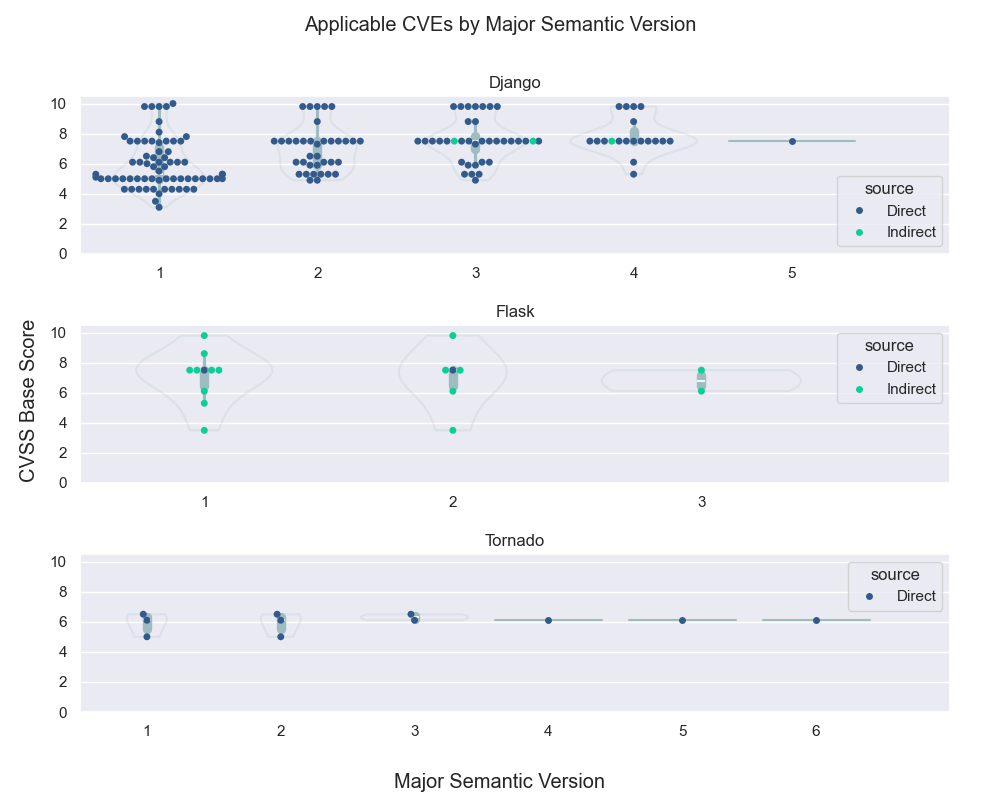 Applicable CVEs by Major Semantic Version
Django
10
8
6
4
2
0
source
Direct
Indirect
1 2 3 4 5
Flask
CVSS Base Score
10
8
6
4
2
0
source
Direct
Indirect
1 2 3
Tornado
10
8
6
4
2
0
source
Direct
1 2 3 4 5 6
Major Semantic Version